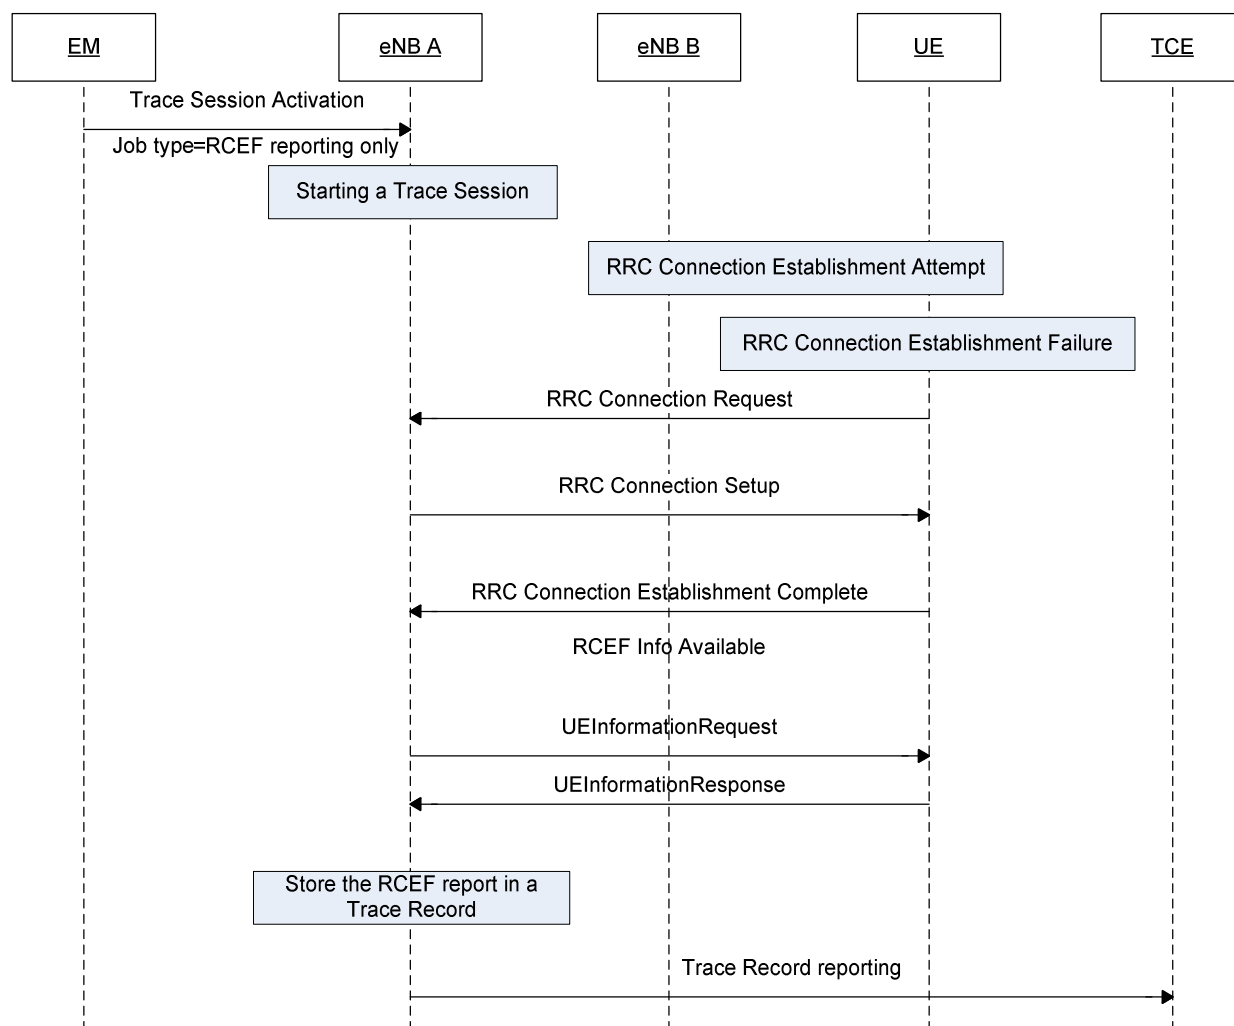 EM
eNB A
eNB B
UE
TCE
Trace Session Activation
Job type=RCEF reporting only
Starting a Trace Session
RRC Connection Establishment Attempt
RRC Connection Establishment Failure
RRC Connection Request
RRC Connection Setup
RRC Connection Establishment Complete
RCEF Info Available
UEInformationRequest
UEInformationResponse
Store the RCEF report in a
Trace Record
Trace Record reporting